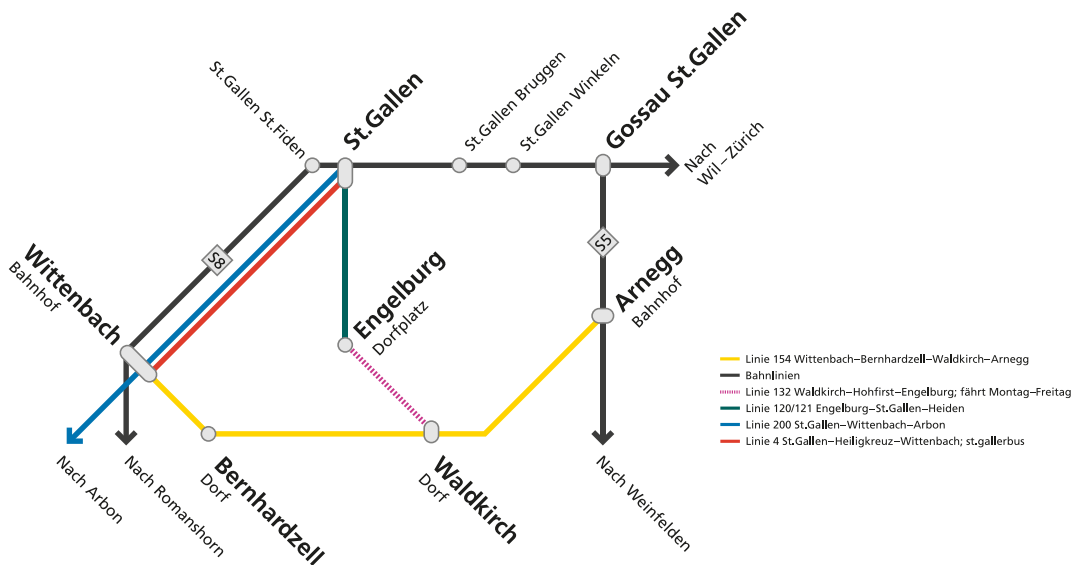 St.Gallen St.Fiden
St.Gallen
St.Gallen Bruggen
St.Gallen Winkeln
Gossau St.Gallen
Nach
Wil – Zürich
S8
S5
Wittenbach
Bahnhof
Engelburg
Dorfplatz
Arnegg
Bahnhof
Nach Arbon
Nach Romanshorn
Bernhardzell
Dorf
Waldkirch
Dorf
Nach Weinfelden
Linie 154 Wittenbach–Bernhardzell–Waldkirch–Arnegg
Bahnlinien
Linie 132 Waldkirch–Hohfirst–Engelburg; fährt Montag–Freitag
Linie 120/121 Engelburg–St.Gallen–Heiden
Linie 200 St.Gallen–Wittenbach–Arbon
Linie 4 St.Gallen–Heiligkreuz–Wittenbach; st.gallerbus